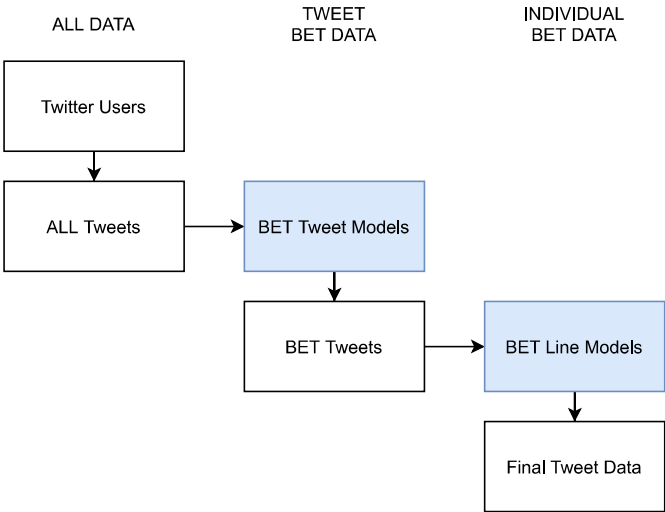 ALL DATA
TWEET
BET DATA
INDIVIDUAL
BET DATA
Twitter Users
ALL Tweets
BET Tweet Models
BET Tweets
BET Line Models
Final Tweet Data